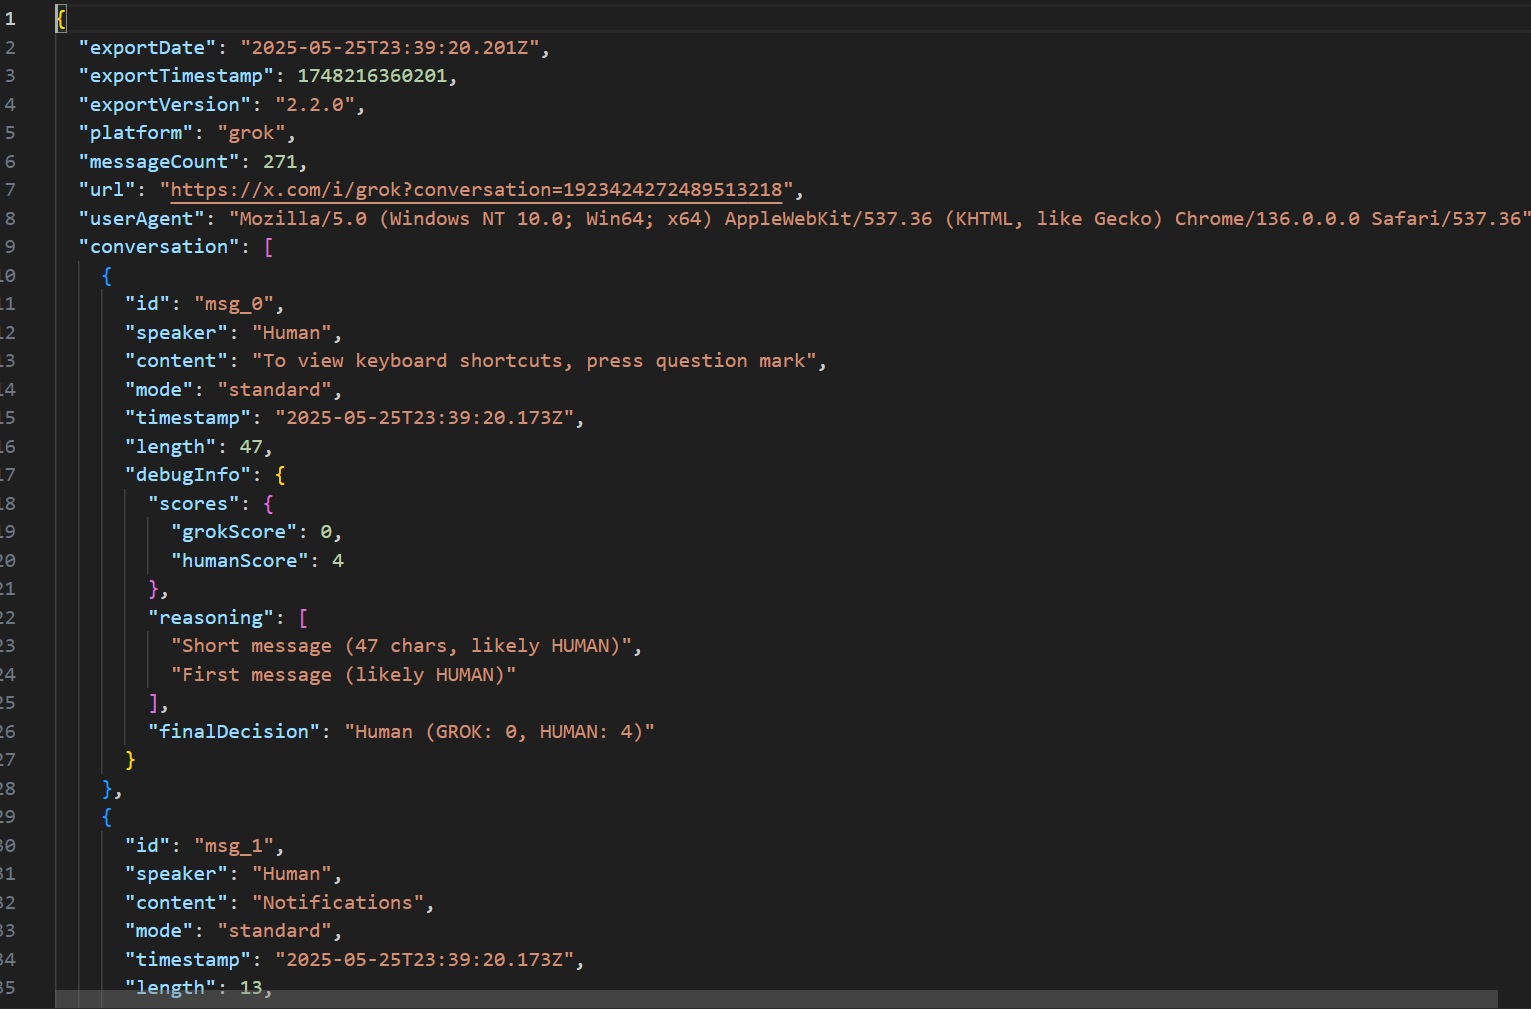 1 {
2 "exportDate": "2025-05-25T23:39:20.201Z",
3 "exportTimestamp": 1748216360201,
4 "exportVersion": "2.2.0",
5 "platform": "grok",
6 "messageCount": 271,
7 "url": "https://x.com/i/grok?conversation=1923424272489513218",
8 "userAgent": "Mozilla/5.0 (Windows NT 10.0; Win64; x64) AppleWebKit/537.36 (KHTML, like Gecko) Chrome/136.0.0.0 Safari/537.36"
9 "conversation": [
10 {
11 "id": "msg_0",
12 "speaker": "Human",
13 "content": "To view keyboard shortcuts, press question mark",
14 "mode": "standard",
15 "timestamp": "2025-05-25T23:39:20.173Z",
16 "length": 47,
17 "debugInfo": {
18 "scores": {
19 "grokScore": 0,
20 "humanScore": 4
21 },
22 "reasoning": [
23 "Short message (47 chars, likely HUMAN)",
24 "First message (likely HUMAN)"
25 ],
26 "finalDecision": "Human (GROK: 0, HUMAN: 4)"
27 }
28 },
29 {
30 "id": "msg_1",
31 "speaker": "Human",
32 "content": "Notifications",
33 "mode": "standard",
34 "timestamp": "2025-05-25T23:39:20.173Z",
35 "length": 13,